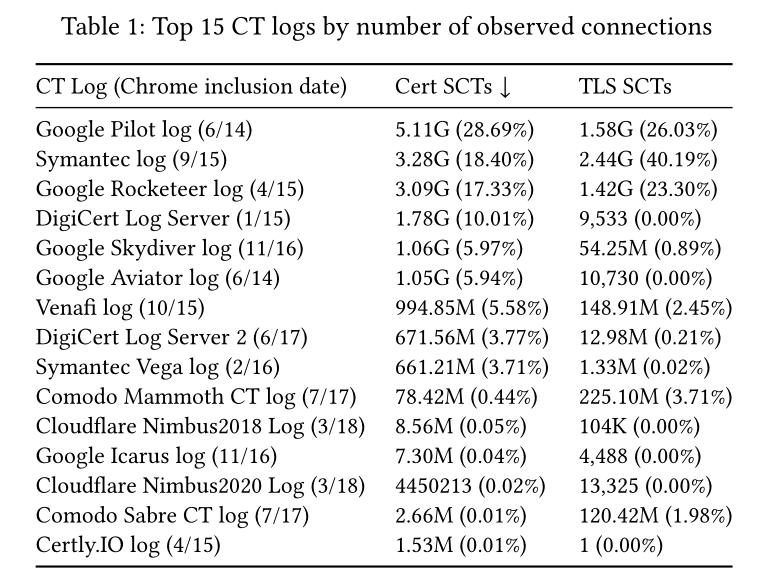 Table 1: Top 15 CT logs by number of observed connections
CT Log (Chrome inclusion date) Cert SCTs ↓ TLS SCTs
Google Pilot log (6/14) 5.11G (28.69%) 1.58G (26.03%)
Symantec log (9/15) 3.28G (18.40%) 2.44G (40.19%)
Google Rocketeer log (4/15) 3.09G (17.33%) 1.42G (23.30%)
DigiCert Log Server (1/15) 1.78G (10.01%) 9,533 (0.00%)
Google Skydiver log (11/16) 1.06G (5.97%) 54.25M (0.89%)
Google Aviator log (6/14) 1.05G (5.94%) 10,730 (0.00%)
Venafi log (10/15) 994.85M (5.58%) 148.91M (2.45%)
DigiCert Log Server 2 (6/17) 671.56M (3.77%) 12.98M (0.21%)
Symantec Vega log (2/16) 661.21M (3.71%) 1.33M (0.02%)
Comodo Mammoth CT log (7/17) 78.42M (0.44%) 225.10M (3.71%)
Cloudflare Nimbus2018 Log (3/18) 8.56M (0.05%) 104K (0.00%)
Google Icarus log (11/16) 7.30M (0.04%) 4,488 (0.00%)
Cloudflare Nimbus2020 Log (3/18) 4450213 (0.02%) 13,325 (0.00%)
Comodo Sabre CT log (7/17) 2.66M (0.01%) 120.42M (1.98%)
Certly.IO log (4/15) 1.53M (0.01%) 1 (0.00%)